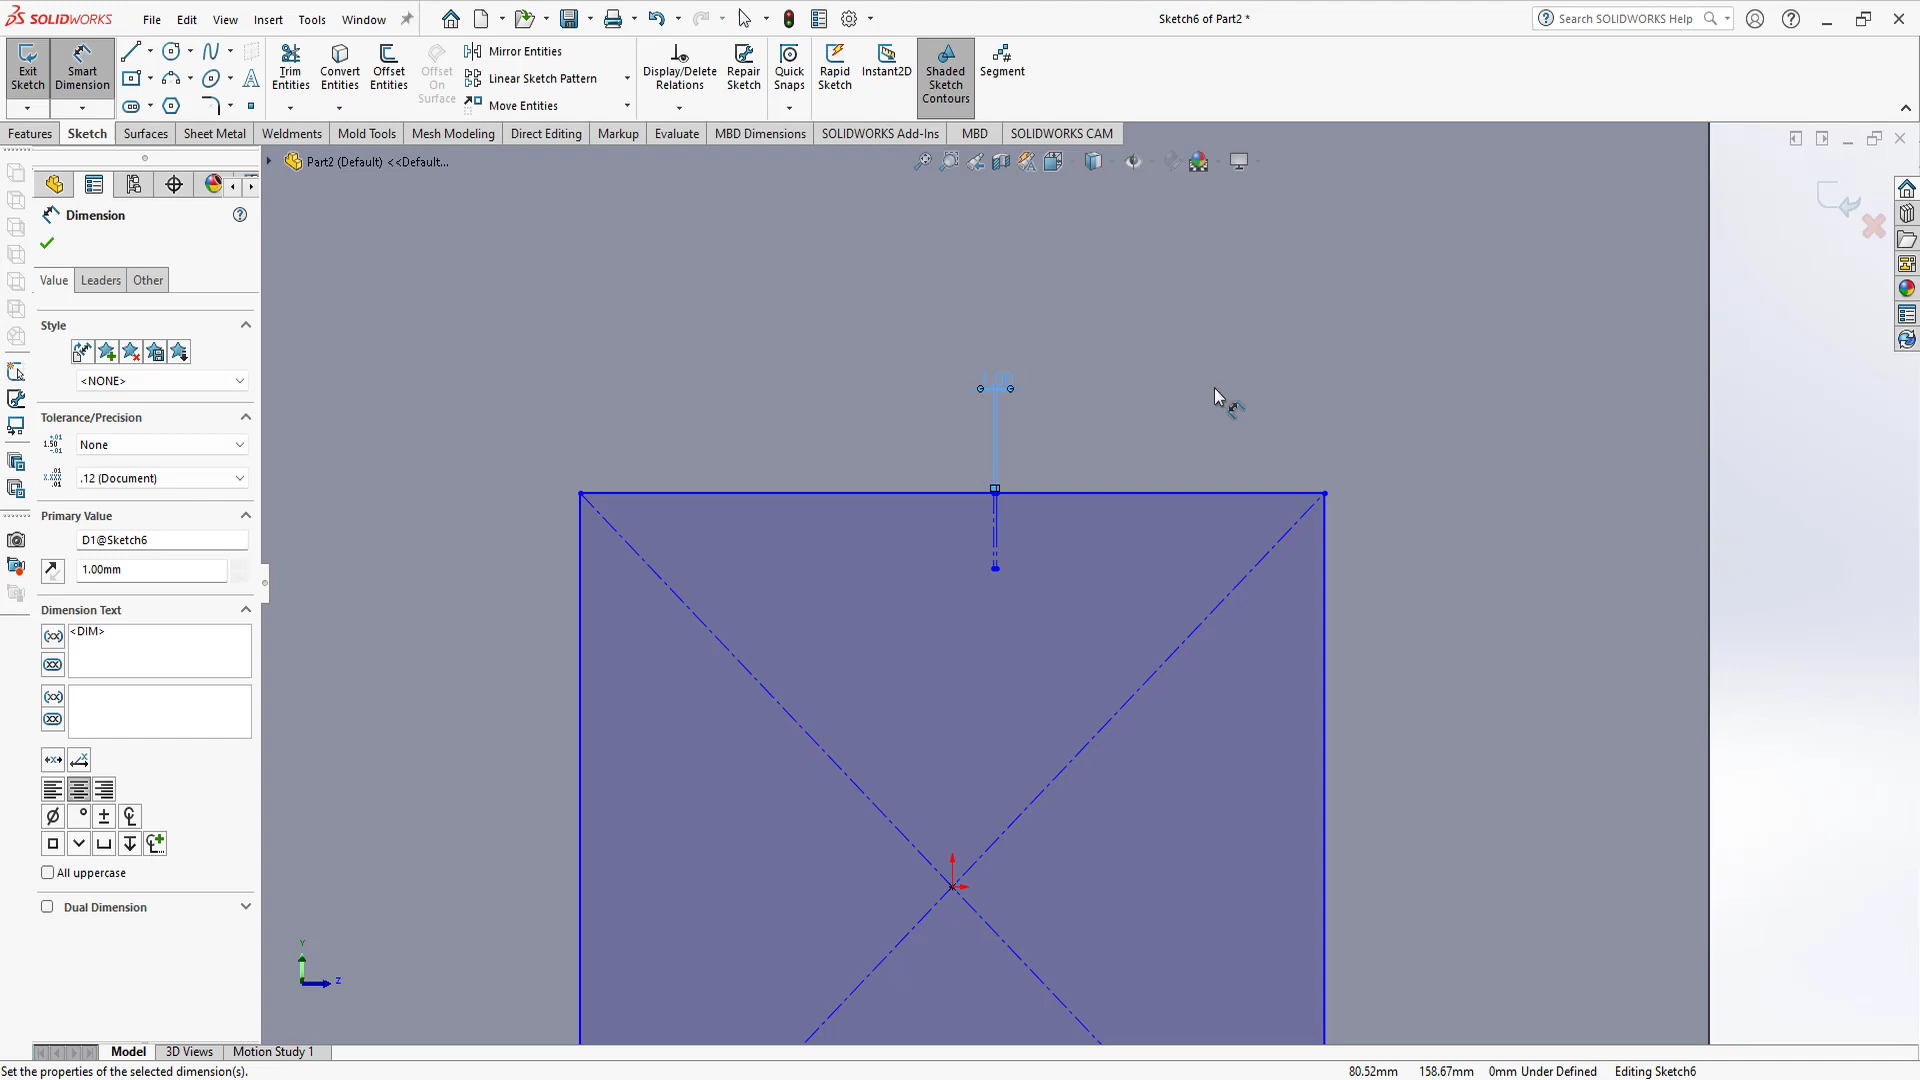 SOLIDWORKS
File
Edit
View
Insert
Tools
Window
Sketch6 of Part2 *
Search SOLIDWORKS Help
Exit Sketch
Smart Dimension
Trim Entities
Convert Entities
Offset Entities
Offset On Surface
Mirror Entities
Linear Sketch Pattern
Move Entities
Display/Delete Relations
Repair Sketch
Quick Snaps
Rapid Sketch
Instant2D
Shaded Sketch Contours
Segment
Features
Sketch
Surfaces
Sheet Metal
Weldments
Mold Tools
Mesh Modeling
Direct Editing
Markup
Evaluate
MBD Dimensions
SOLIDWORKS Add-Ins
MBD
SOLIDWORKS CAM
Part2 (Default) <<Default...
Dimension
Value
Leaders
Other
Style
<NONE>
Tolerance/Precision
None
.12 (Document)
Primary Value
D1@Sketch6
1.00mm
Dimension Text
<DIM>
All uppercase
Dual Dimension
Y
Z
Model
3D Views
Motion Study 1
Set the properties of the selected dimension(s).
80.52mm
158.67mm
0mm Under Defined
Editing Sketch6